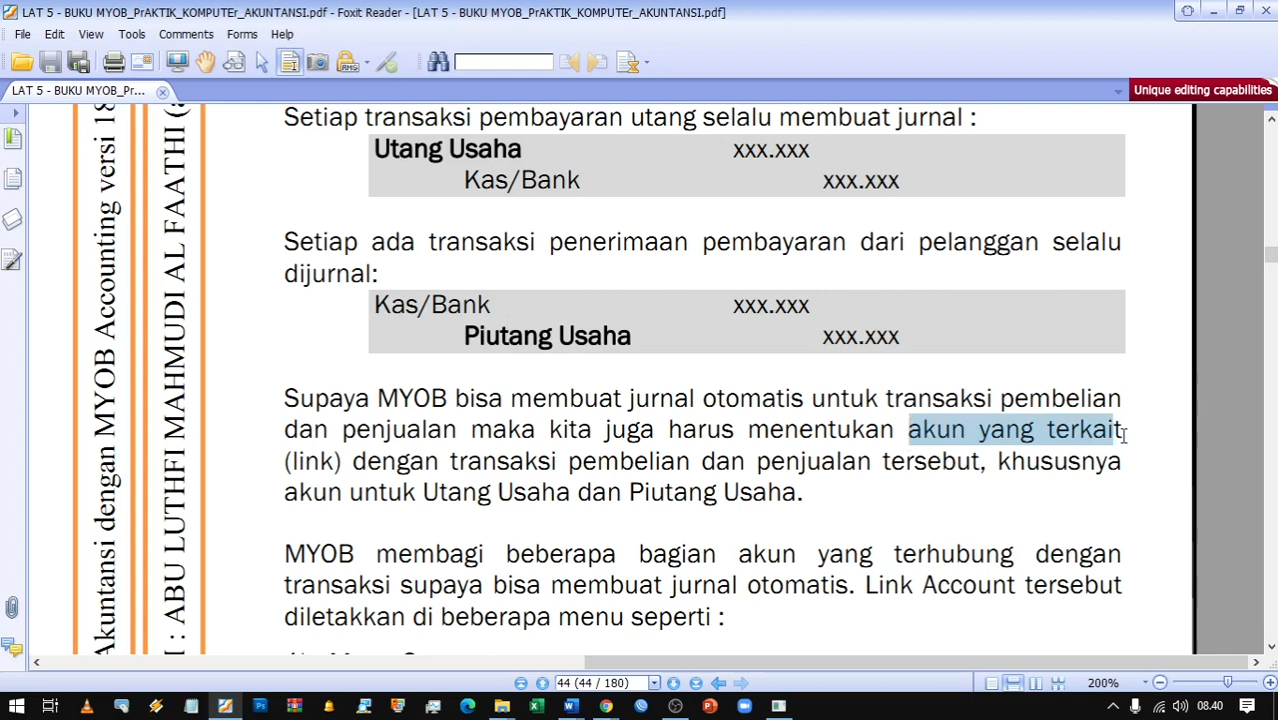 LAT 5 - BUKU MYOB_PrAKTIK_KOMPUTEr_AKUNTANSI.pdf - Foxit Reader - [LAT 5 - BUKU MYOB_PrAKTIK_KOMPUTEr_AKUNTANSI.pdf]
File Edit View Tools Comments Forms Help
LAT 5 - BUKU MYOB_Pr...
Unique editing capabilities
Akuntansi dengan MYOB Accounting versi 18
: ABU LUTHFI MAHMUDI AL FAATHI
Setiap transaksi pembayaran utang selalu membuat jurnal :
Utang Usaha xxx.xxx
Kas/Bank xxx.xxx
Setiap ada transaksi penerimaan pembayaran dari pelanggan selalu
dijurnal:
Kas/Bank xxx.xxx
Piutang Usaha xxx.xxx
Supaya MYOB bisa membuat jurnal otomatis untuk transaksi pembelian
dan penjualan maka kita juga harus menentukan akun yang terkait
(link) dengan transaksi pembelian dan penjualan tersebut, khususnya
akun untuk Utang Usaha dan Piutang Usaha.
MYOB membagi beberapa bagian akun yang terhubung dengan
transaksi supaya bisa membuat jurnal otomatis. Link Account tersebut
diletakkan di beberapa menu seperti :
44 (44 / 180)
200%
08.40